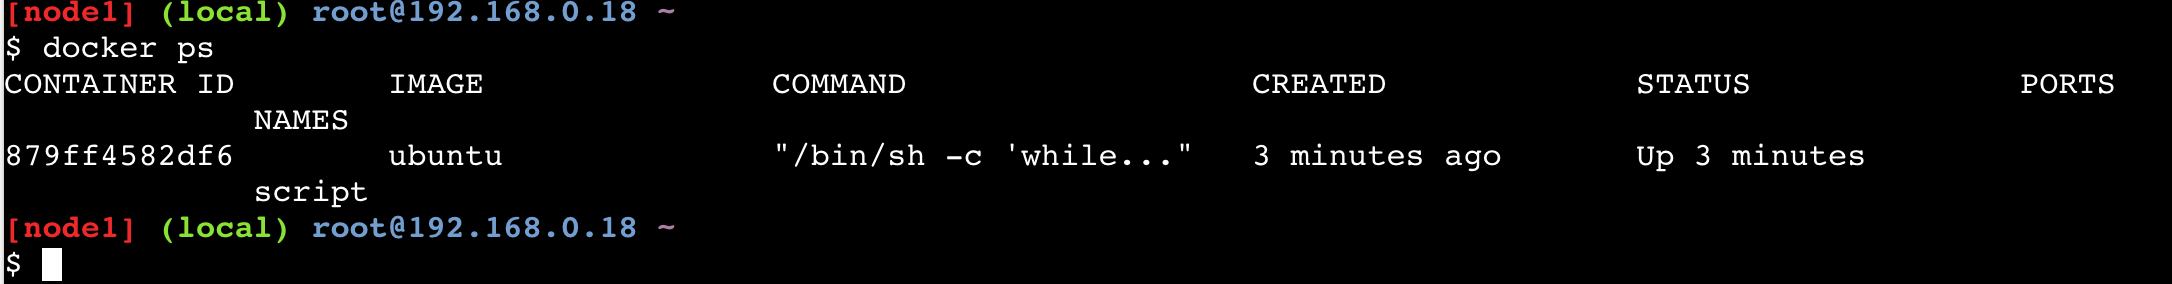 [node1] (local) root@192.168.0.18 ~
$ docker ps
CONTAINER ID        IMAGE               COMMAND                  CREATED             STATUS              PORTS
             NAMES
879ff4582df6        ubuntu              "/bin/sh -c 'while..."   3 minutes ago       Up 3 minutes
             script
[node1] (local) root@192.168.0.18 ~
$